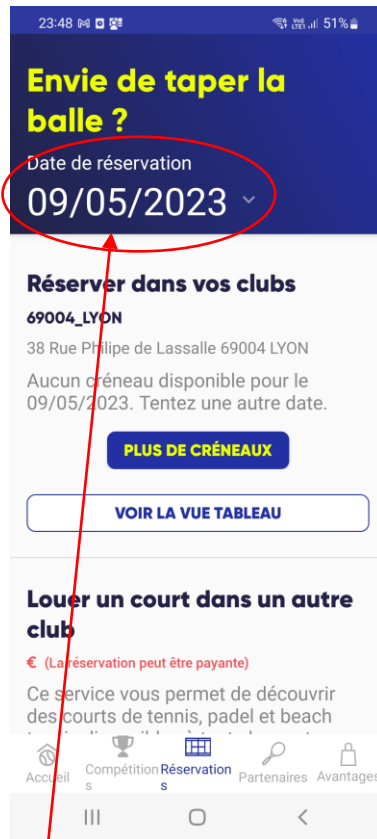 23:48 51%
Envie de taper la
balle ?
Date de réservation
09/05/2023
Réserver dans vos clubs
69004_LYON
38 Rue Philipe de Lassalle 69004 LYON
Aucun créneau disponible pour le
09/05/2023. Tentez une autre date.
PLUS DE CRÉNEAUX
VOIR LA VUE TABLEAU
Louer un court dans un autre
club
€ (La réservation peut être payante)
Ce service vous permet de découvrir
des courts de tennis, padel et beach
Accueil Compétition Réservation Partenaires Avantages
s s